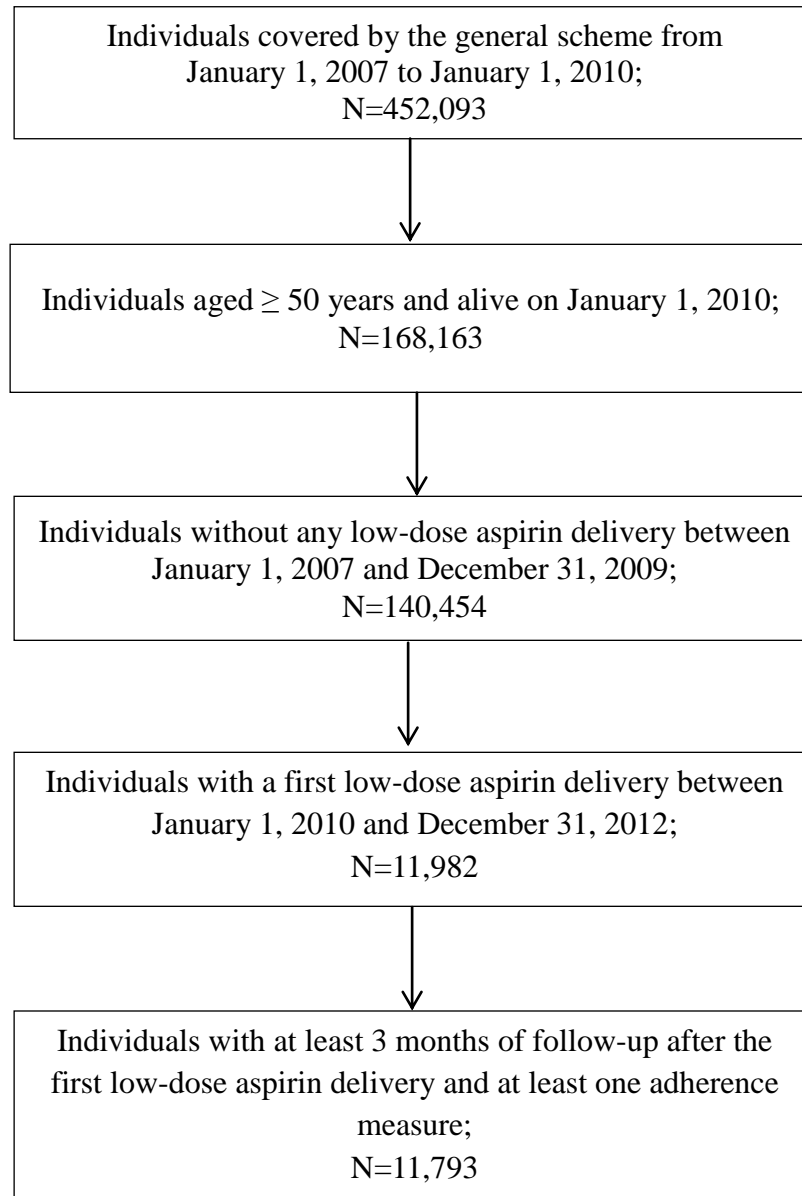 Individuals covered by the general scheme from
January 1, 2007 to January 1, 2010;
N=452,093
Individuals aged ≥ 50 years and alive on January 1, 2010;
N=168,163
Individuals without any low-dose aspirin delivery between
January 1, 2007 and December 31, 2009;
N=140,454
Individuals with a first low-dose aspirin delivery between
January 1, 2010 and December 31, 2012;
N=11,982
Individuals with at least 3 months of follow-up after the
first low-dose aspirin delivery and at least one adherence
measure;
N=11,793